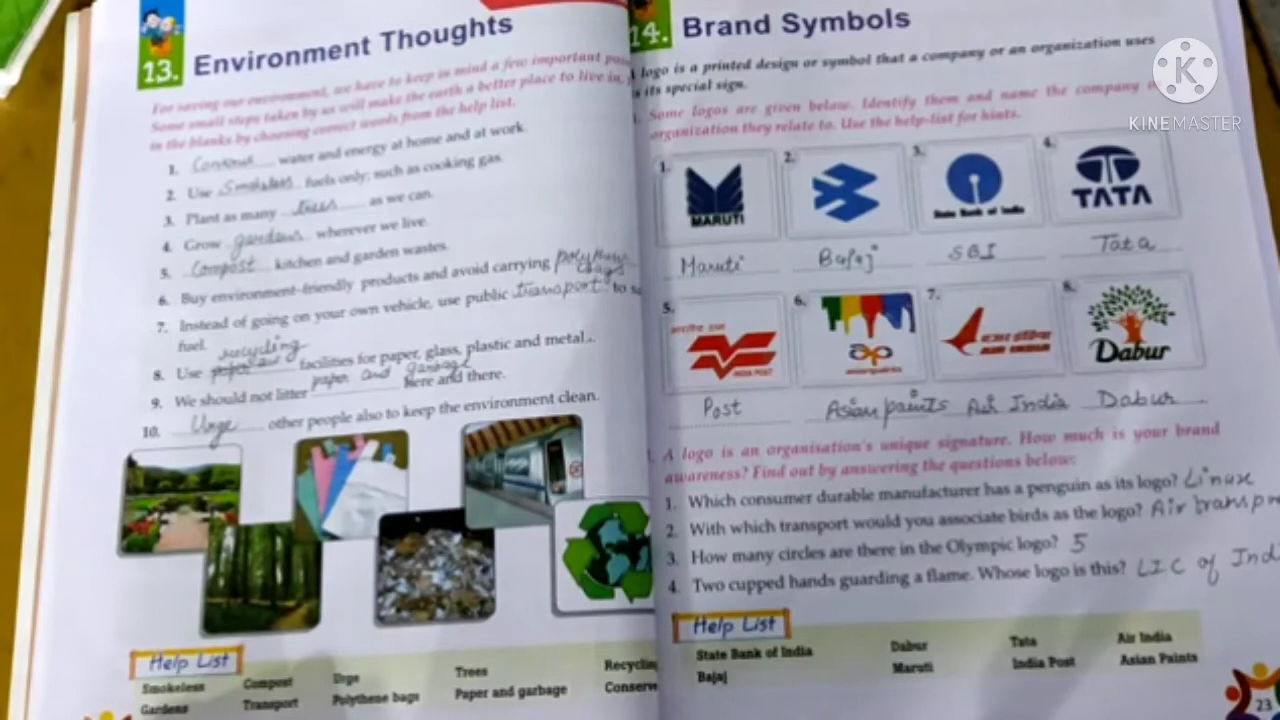 13. Environment Thoughts
For saving our environment, we have to keep in mind a few important
Some small steps taken by us will make the earth a better place to live in,
in the blanks by choosing correct words from the help list.
1. Conserve water and energy at home and at work.
2. Use Smokeless fuels only; such as cooking gas.
3. Plant as many trees as we can.
4. Grow gardens wherever we live.
5. Compost kitchen and garden wastes.
6. Buy environment-friendly products and avoid carrying polythene bags
7. Instead of going on your own vehicle, use public transport to
fuel.
8. Use recycling facilities for paper, glass, plastic and metal.
9. We should not litter paper and garbage here and there.
10. Urge other people also to keep the environment clean.
Help List
Smokeless Compost Urge Trees Recycling
Gardens Transport Polythene bags Paper and garbage Conserve
14. Brand Symbols
A logo is a printed design or symbol that a company or an organization uses
its special sign.
Some logos are given below. Identify them and name the company
organization they relate to. Use the help-list for hints.
1. 2. 3. 4.
MARUTI State Bank of India TATA
Maruti Bajaj SBI Tata
5. 6. 7. 8.
भारतीय डाक INDIA POST ap asianpaints AIR INDIA Dabur
Post Asian paints Air India Dabur
A logo is an organisation's unique signature. How much is your brand
awareness? Find out by answering the questions below:
1. Which consumer durable manufacturer has a penguin as its logo? Linux
2. With which transport would you associate birds as the logo? Air
3. How many circles are there in the Olympic logo? 5
4. Two cupped hands guarding a flame. Whose logo is this? LIC of
Help List
State Bank of India Dabur Tata Air India
Bajaj Maruti India Post Asian Paints
23
K
KINEMASTER